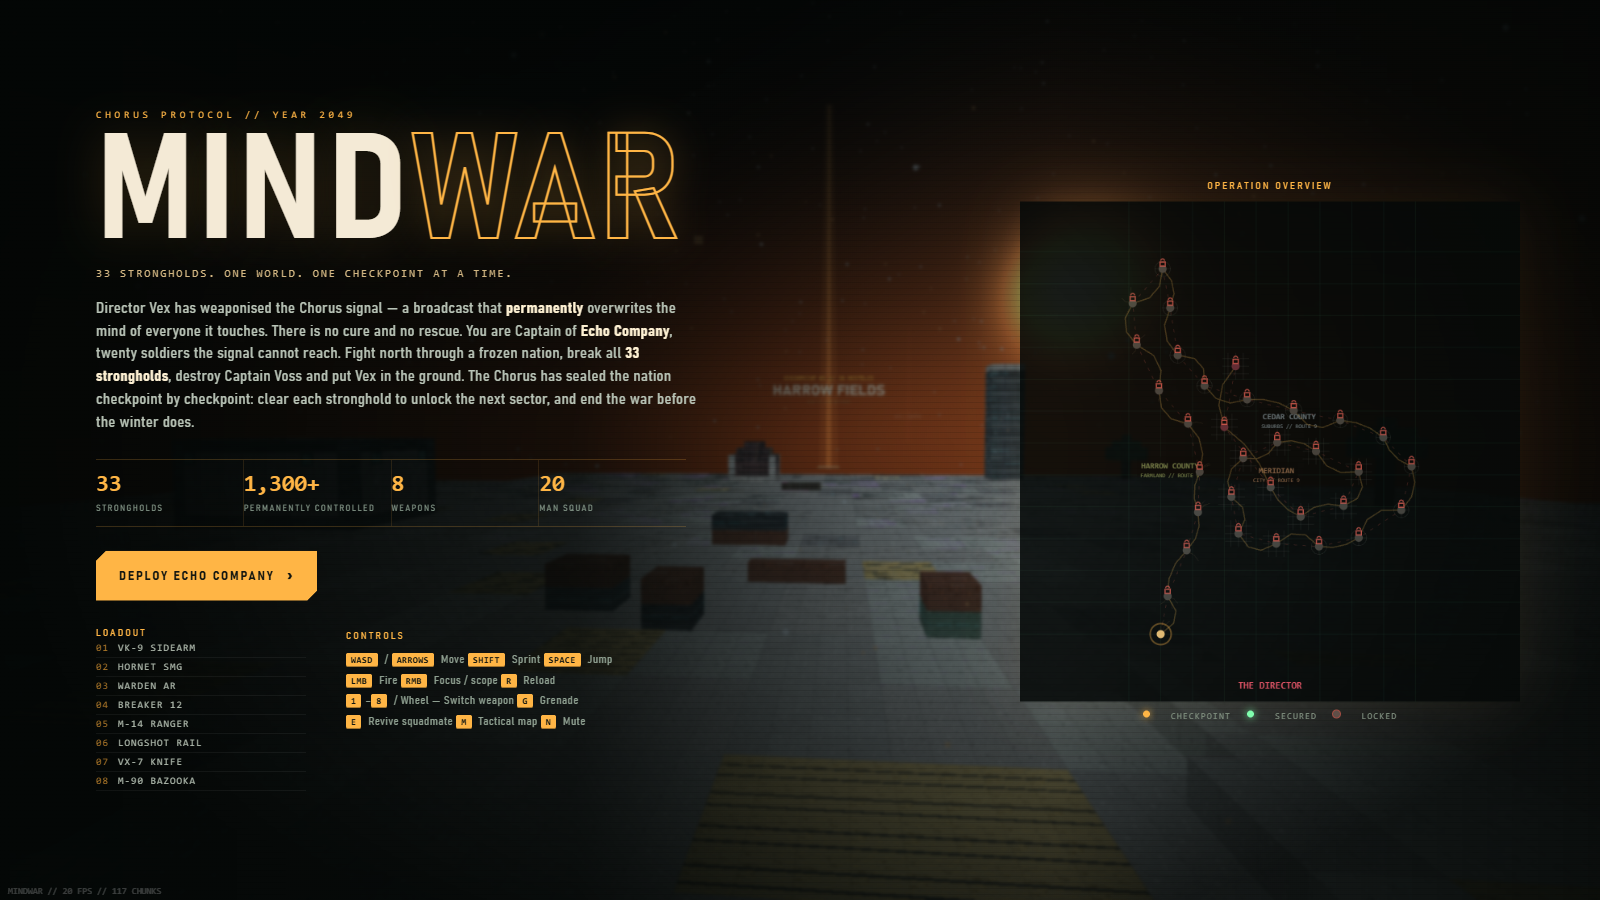 CHORUS PROTOCOL // YEAR 2049
MINDWAR
33 STRONGHOLDS. ONE WORLD. ONE CHECKPOINT AT A TIME.
Director Vex has weaponised the Chorus signal — a broadcast that permanently overwrites the
mind of everyone it touches. There is no cure and no rescue. You are Captain of Echo Company,
twenty soldiers the signal cannot reach. Fight north through a frozen nation, break all 33
strongholds, destroy Captain Voss and put Vex in the ground. The Chorus has sealed the nation
checkpoint by checkpoint: clear each stronghold to unlock the next sector, and end the war before
the winter does.
33
STRONGHOLDS
1,300+
PERMANENTLY CONTROLLED
8
WEAPONS
20
MAN SQUAD
DEPLOY ECHO COMPANY ›
LOADOUT
01 VK-9 SIDEARM
02 HORNET SMG
03 WARDEN AR
04 BREAKER 12
05 M-14 RANGER
06 LONGSHOT RAIL
07 VX-7 KNIFE
08 M-90 BAZOOKA
CONTROLS
WASD / ARROWS Move SHIFT Sprint SPACE Jump
LMB Fire RMB Focus / scope R Reload
1 –8 / Wheel — Switch weapon G Grenade
E Revive squadmate M Tactical map N Mute
HARROW FIELDS
OPERATION OVERVIEW
CEDAR COUNTY
SUBURBS // ROUTE
HARROW COUNTY
FARMLAND // ROUTE
MERIDIAN
CITY ROUTE
THE DIRECTOR
CHECKPOINT SECURED LOCKED
MINDWAR // 20 FPS // 117 CHUNKS